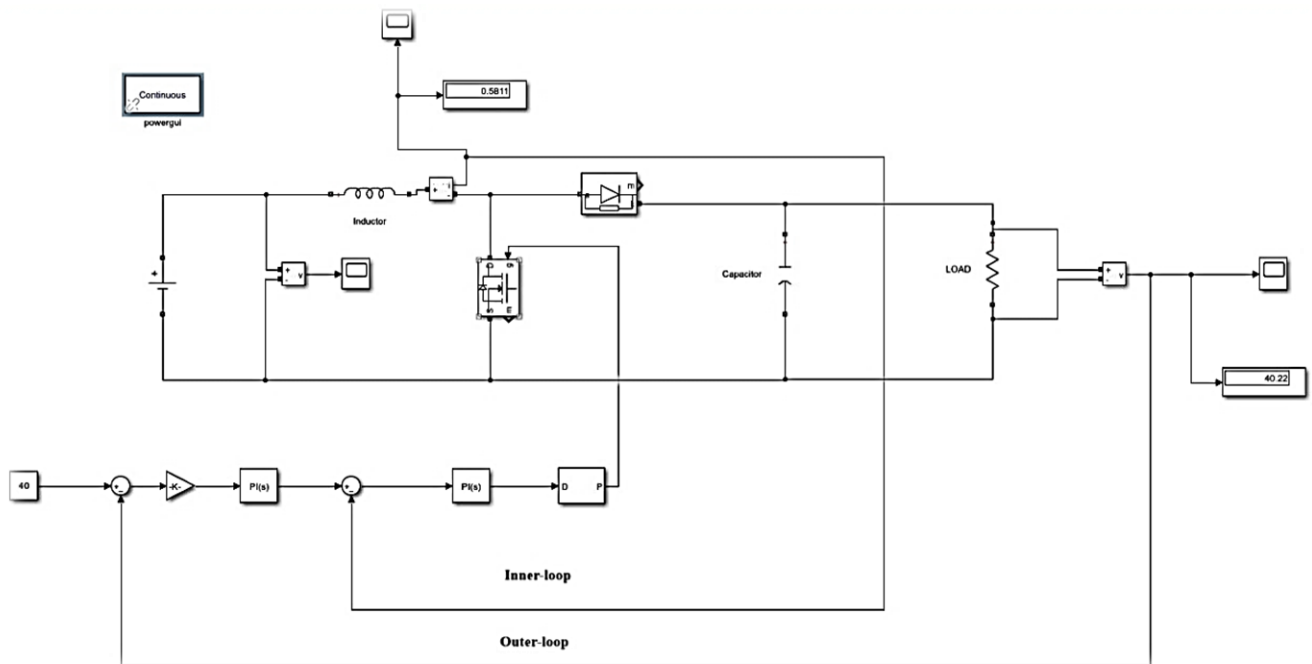 0.5811
Continuous
powergui
Inductor
+
+
-
v
Capacitor
LOAD
+
-
v
40.22
40
-K-
PI(s)
PI(s)
D P
Inner-loop
Outer-loop